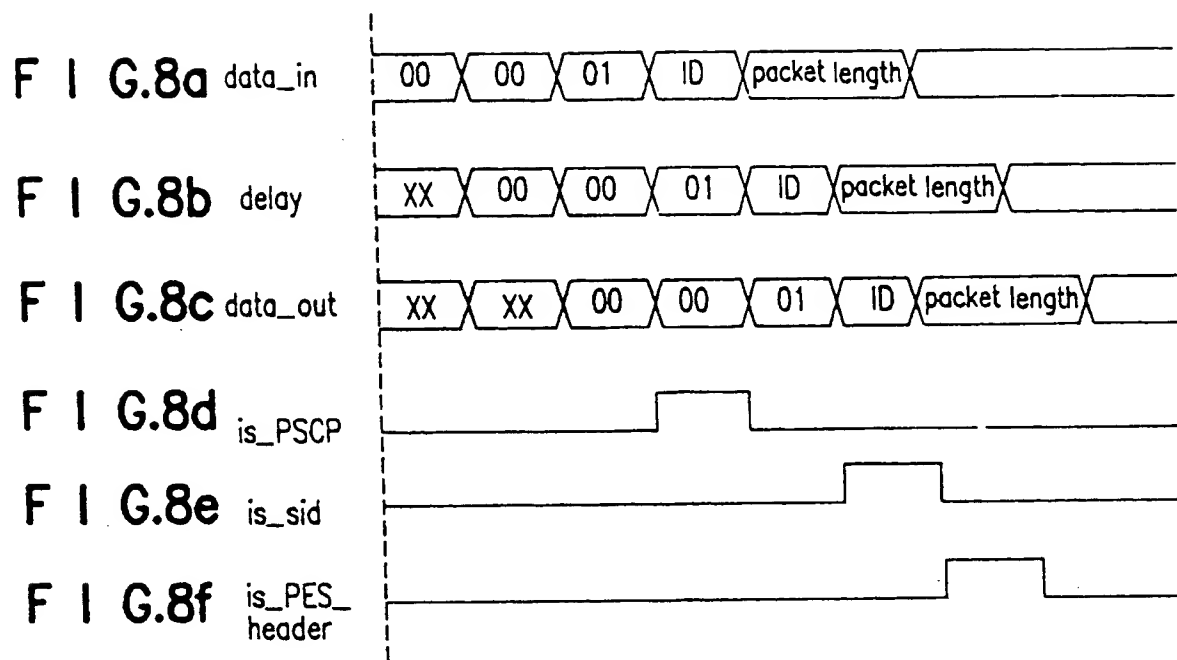 F I G.8a data_in 00 00 01 ID packet length
F I G.8b delay XX 00 00 01 ID packet length
F I G.8c data_out XX XX 00 00 01 ID packet length
F I G.8d is_PSCP
F I G.8e is_sid
F I G.8f is_PES_
header